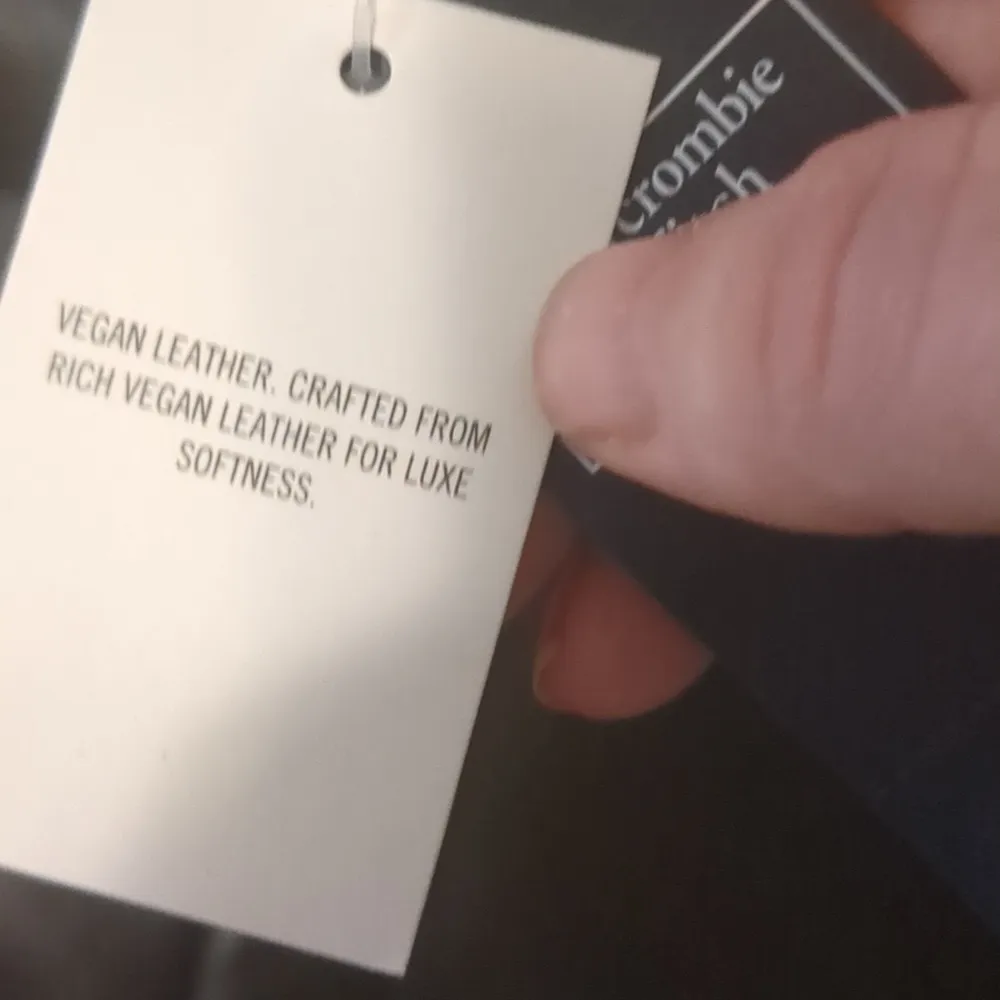 VEGAN LEATHER. CRAFTED FROM
RICH VEGAN LEATHER FOR LUXE
SOFTNESS.
crombie